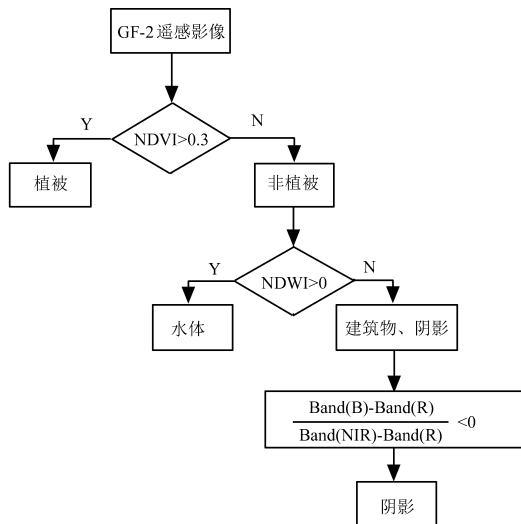 GF-2遥感影像
Y
N
NDVI>0.3
植被
非植被
Y
N
NDWI>0
水体
建筑物、阴影
Band(B)-Band(R)
Band(NIR)-Band(R)
<0
阴影